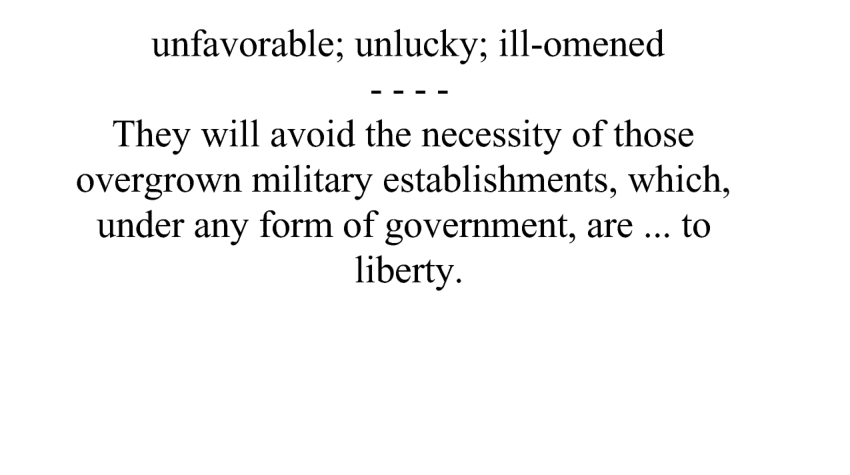 unfavorable; unlucky; ill-omened
- - - -
They will avoid the necessity of those
overgrown military establishments, which,
under any form of government, are ... to
liberty.